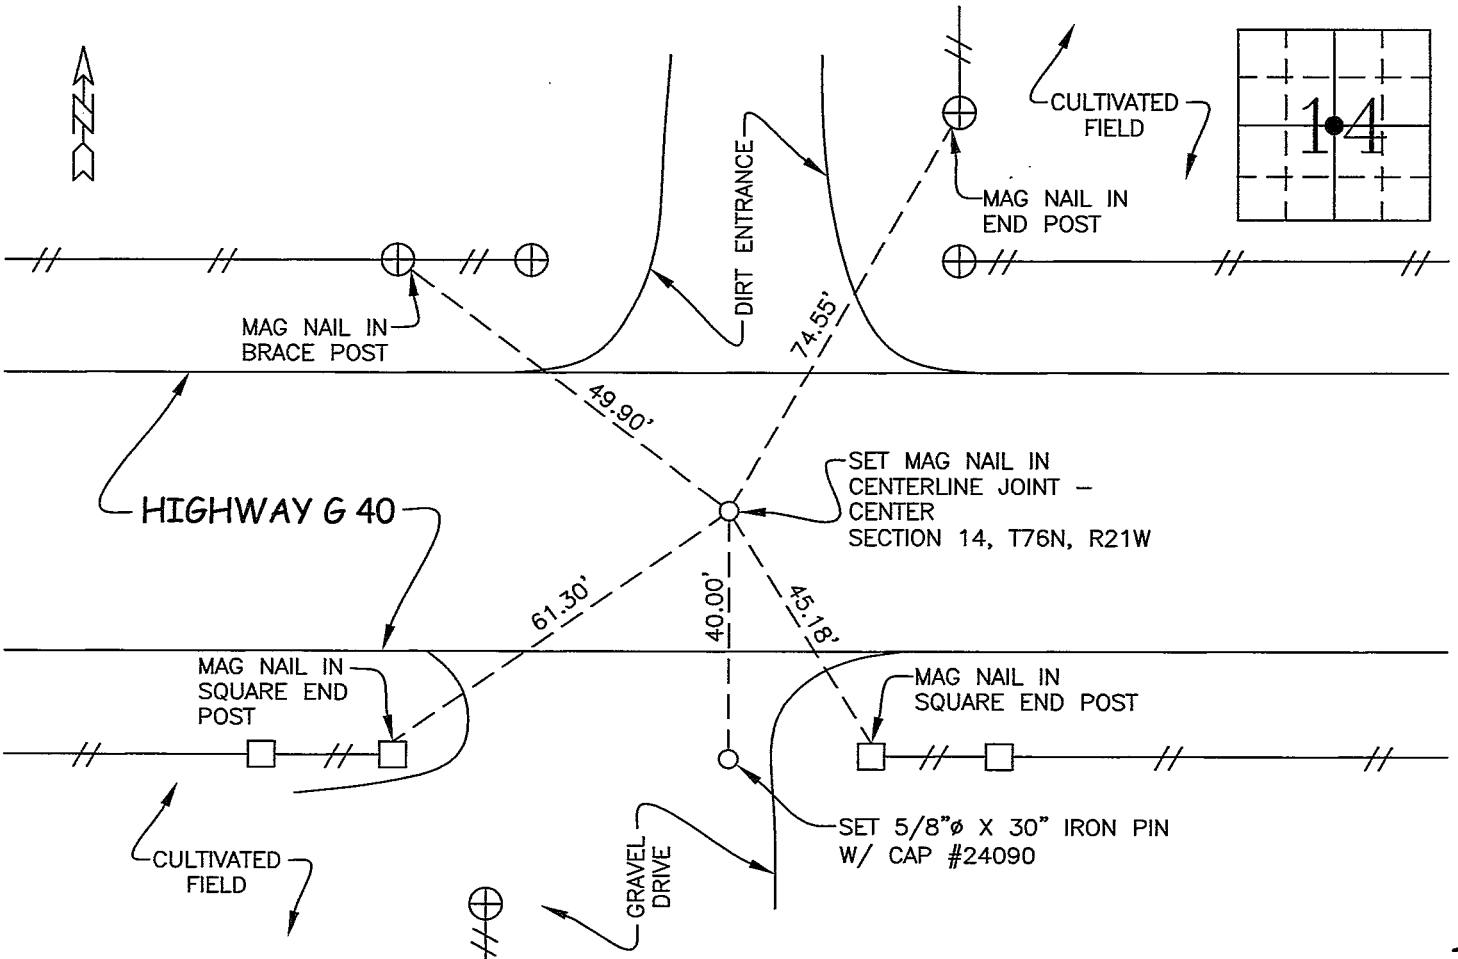 N
CULTIVATED
FIELD
14
DIRT ENTRANCE
MAG NAIL IN
END POST
MAG NAIL IN
BRACE POST
74.55'
49.90'
SET MAG NAIL IN
CENTERLINE JOINT –
CENTER
SECTION 14, T76N, R21W
HIGHWAY G 40
61.30'
40.00'
45.18'
MAG NAIL IN
SQUARE END
POST
MAG NAIL IN
SQUARE END POST
SET 5/8"ø X 30" IRON PIN
W/ CAP #24090
CULTIVATED
FIELD
GRAVEL
DRIVE